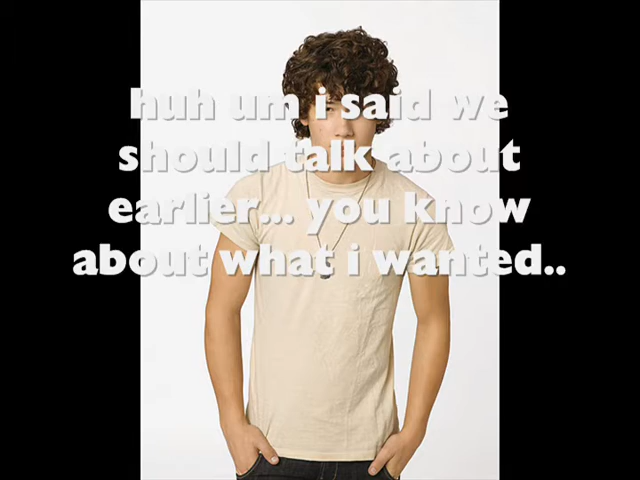 huh um i said we
should talk about
earlier... you know
about what i wanted..